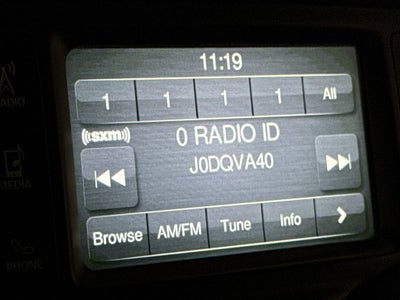 11:19
1 1 1 1 All
((sxm))
0 RADIO ID
J0DQVA40
Browse AM/FM Tune Info
RADIO
MEDIA
PHONE